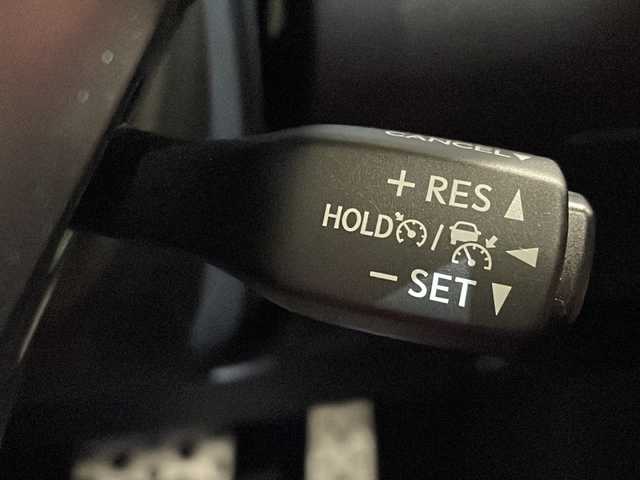 CANCEL
+ RES
HOLD /
− SET